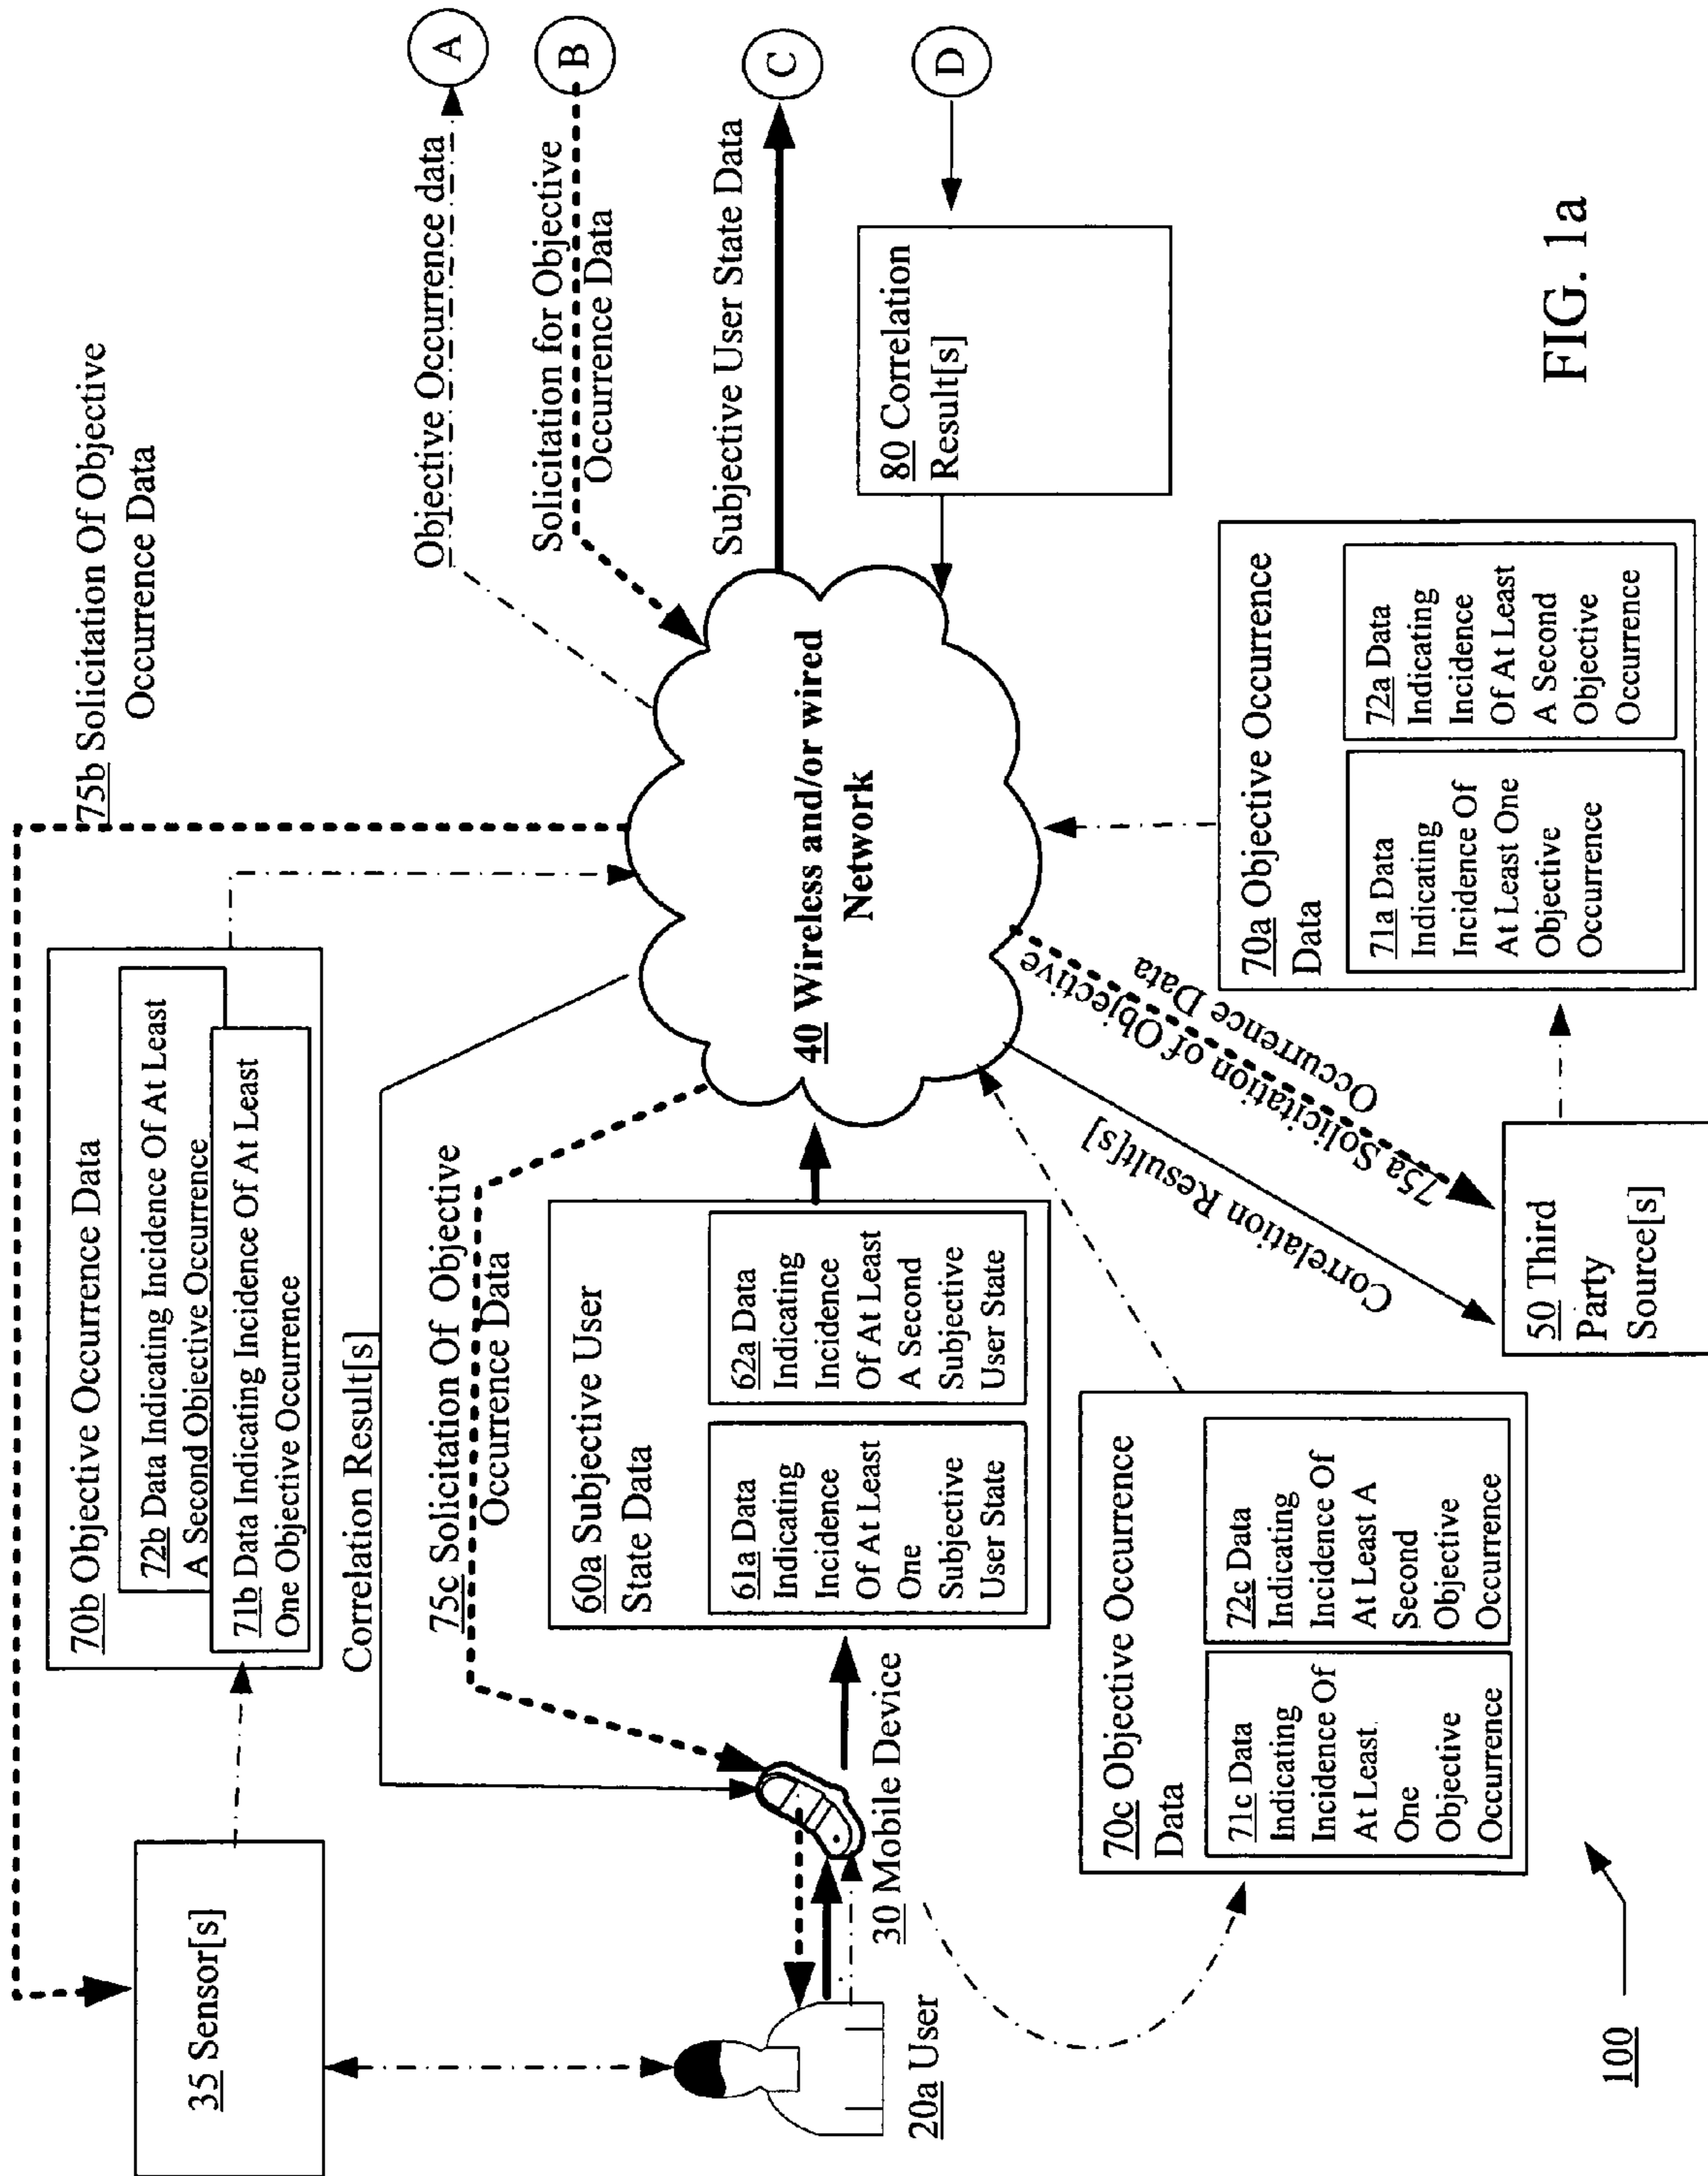 75b Solicitation Of Objective
Occurrence Data
70b Objective Occurrence Data
72b Data Indicating Incidence Of At Least
A Second Objective Occurrence
71b Data Indicating Incidence Of At Least
One Objective Occurrence
35 Sensor[s]
Correlation Result[s]
75c Solicitation Of Objective
Occurrence Data
Objective Occurrence data
A
Solicitation for Objective
Occurrence Data
B
Subjective User State Data
C
D
80 Correlation
Result[s]
40 Wireless and/or wired
Network
60a Subjective User
State Data
61a Data
Indicating
Incidence
Of At Least
One
Subjective
User State
62a Data
Indicating
Incidence
Of At Least
A Second
Subjective
User State
30 Mobile Device
20a User
70c Objective Occurrence
Data
71c Data
Indicating
Incidence Of
At Least
One
Objective
Occurrence
72c Data
Indicating
Incidence Of
At Least A
Second
Objective
Occurrence
75a Solicitation of Objective
Occurrence Data
Correlation Result[s]
50 Third
Party
Source[s]
70a Objective Occurrence
Data
71a Data
Indicating
Incidence Of
At Least One
Objective
Occurrence
72a Data
Indicating
Incidence
Of At Least
A Second
Objective
Occurrence
100
FIG. 1a